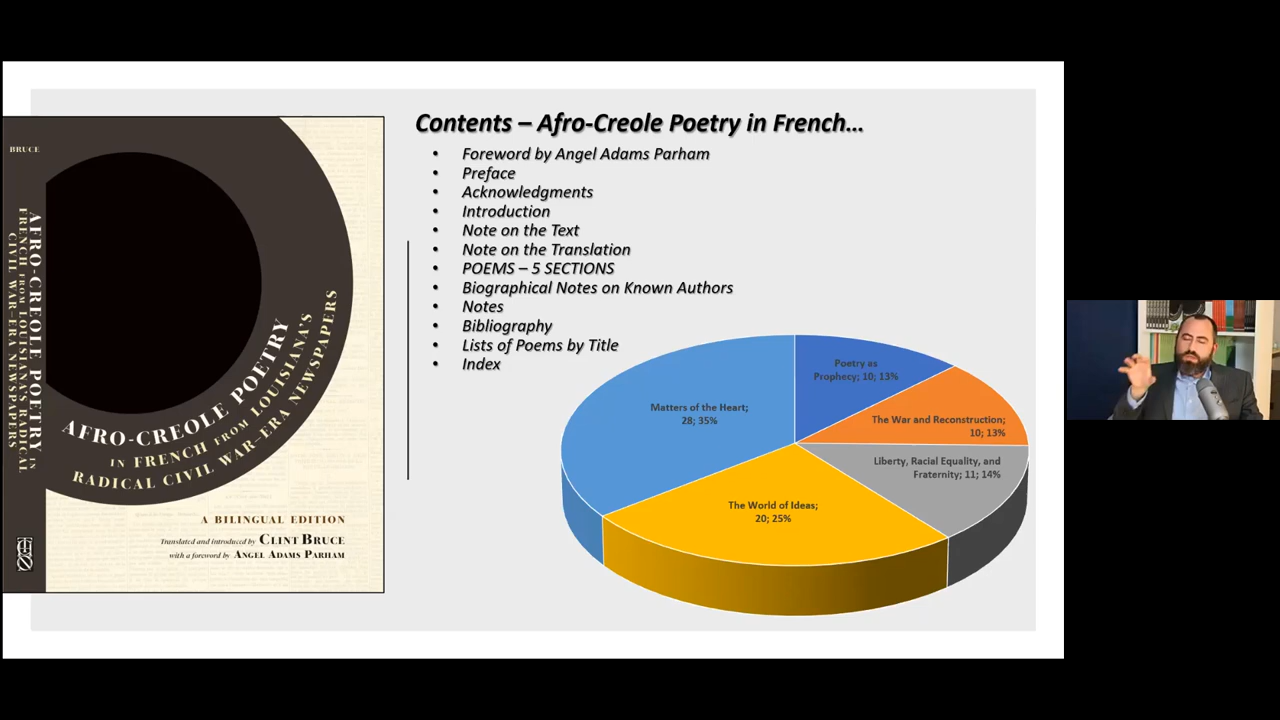 BRUCE
AFRO-CREOLE POETRY IN
FRENCH FROM LOUISIANA'S RADICAL
CIVIL WAR–ERA NEWSPAPERS
AFRO-CREOLE POETRY
IN FRENCH FROM LOUISIANA'S
RADICAL CIVIL WAR–ERA NEWSPAPERS
A BILINGUAL EDITION
Translated and introduced by CLINT BRUCE
with a foreword by ANGEL ADAMS PARHAM
Contents – Afro-Creole Poetry in French...
• Foreword by Angel Adams Parham
• Preface
• Acknowledgments
• Introduction
• Note on the Text
• Note on the Translation
• POEMS – 5 SECTIONS
• Biographical Notes on Known Authors
• Notes
• Bibliography
• Lists of Poems by Title
• Index
Poetry as
Prophecy; 10; 13%
The War and Reconstruction;
10; 13%
Liberty, Racial Equality, and
Fraternity; 11; 14%
The World of Ideas;
20; 25%
Matters of the Heart;
28; 35%